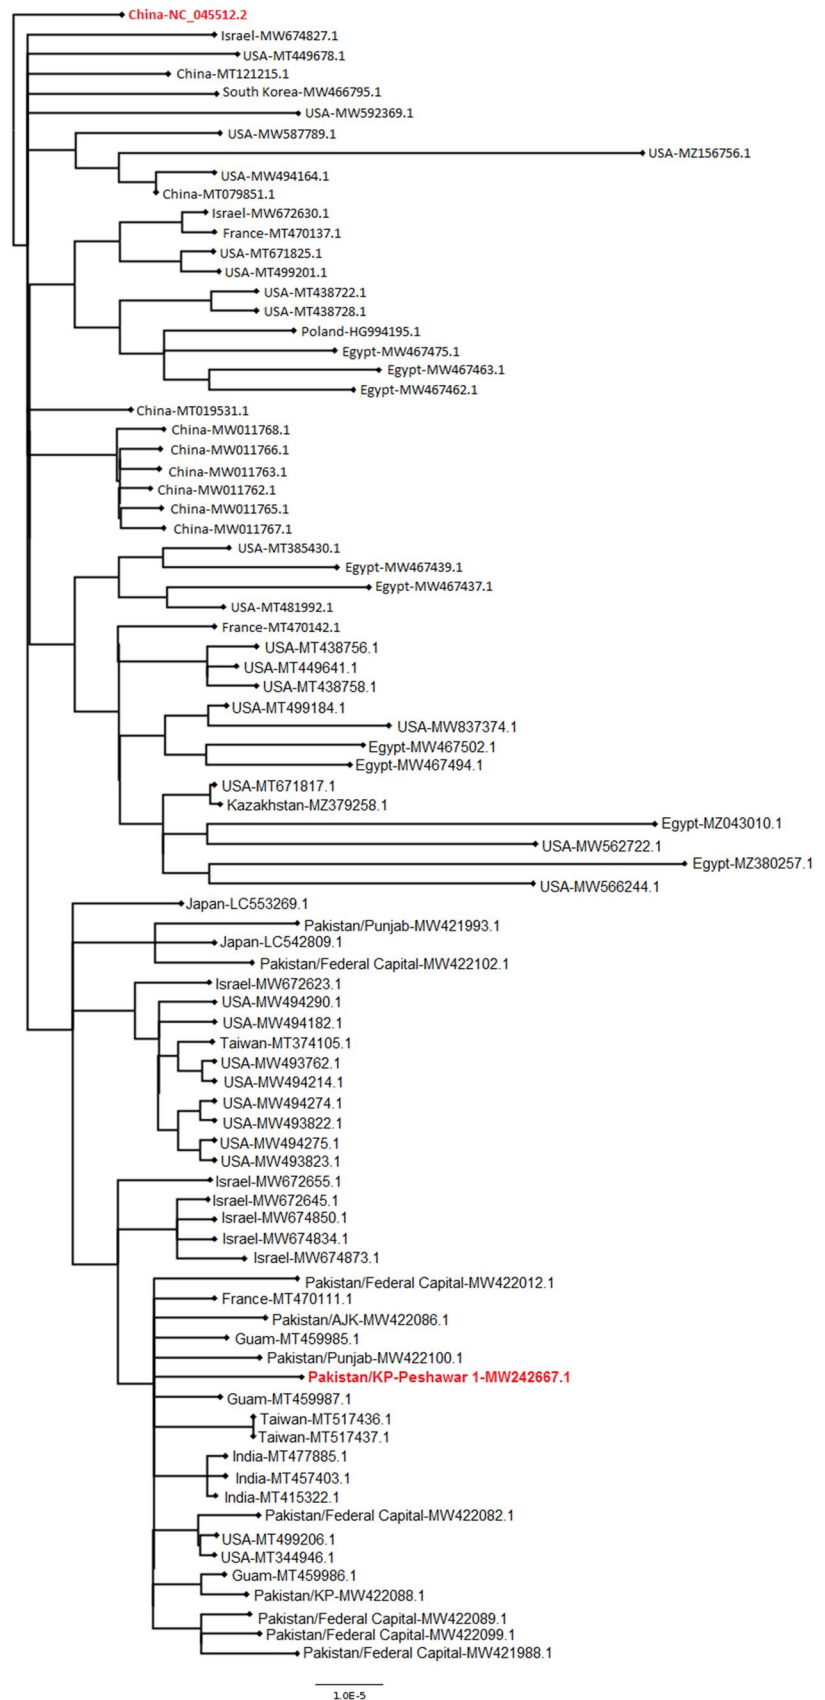 China-NC_045512.2
Israel-MW674827.1
USA-MT449678.1
China-MT121215.1
South Korea-MW466795.1
USA-MW592369.1
USA-MW587789.1
USA-MZ156756.1
USA-MW494164.1
China-MT079851.1
Israel-MW672630.1
France-MT470137.1
USA-MT671825.1
USA-MT499201.1
USA-MT438722.1
USA-MT438728.1
Poland-HG994195.1
Egypt-MW467475.1
Egypt-MW467463.1
Egypt-MW467462.1
China-MT019531.1
China-MW011768.1
China-MW011766.1
China-MW011763.1
China-MW011762.1
China-MW011765.1
China-MW011767.1
USA-MT385430.1
Egypt-MW467439.1
Egypt-MW467437.1
USA-MT481992.1
France-MT470142.1
USA-MT438756.1
USA-MT449641.1
USA-MT438758.1
USA-MT499184.1
USA-MW837374.1
Egypt-MW467502.1
Egypt-MW467494.1
USA-MT671817.1
Kazakhstan-MZ379258.1
Egypt-MZ043010.1
USA-MW562722.1
Egypt-MZ380257.1
USA-MW566244.1
Japan-LC553269.1
Pakistan/Punjab-MW421993.1
Japan-LC542809.1
Pakistan/Federal Capital-MW422102.1
Israel-MW672623.1
USA-MW494290.1
USA-MW494182.1
Taiwan-MT374105.1
USA-MW493762.1
USA-MW494214.1
USA-MW494274.1
USA-MW493822.1
USA-MW494275.1
USA-MW493823.1
Israel-MW672655.1
Israel-MW672645.1
Israel-MW674850.1
Israel-MW674834.1
Israel-MW674873.1
Pakistan/Federal Capital-MW422012.1
France-MT470111.1
Pakistan/AJK-MW422086.1
Guam-MT459985.1
Pakistan/Punjab-MW422100.1
Pakistan/KP-Peshawar 1-MW242667.1
Guam-MT459987.1
Taiwan-MT517436.1
Taiwan-MT517437.1
India-MT477885.1
India-MT457403.1
India-MT415322.1
Pakistan/Federal Capital-MW422082.1
USA-MT499206.1
USA-MT344946.1
Guam-MT459986.1
Pakistan/KP-MW422088.1
Pakistan/Federal Capital-MW422089.1
Pakistan/Federal Capital-MW422099.1
Pakistan/Federal Capital-MW421988.1
1.0E-5